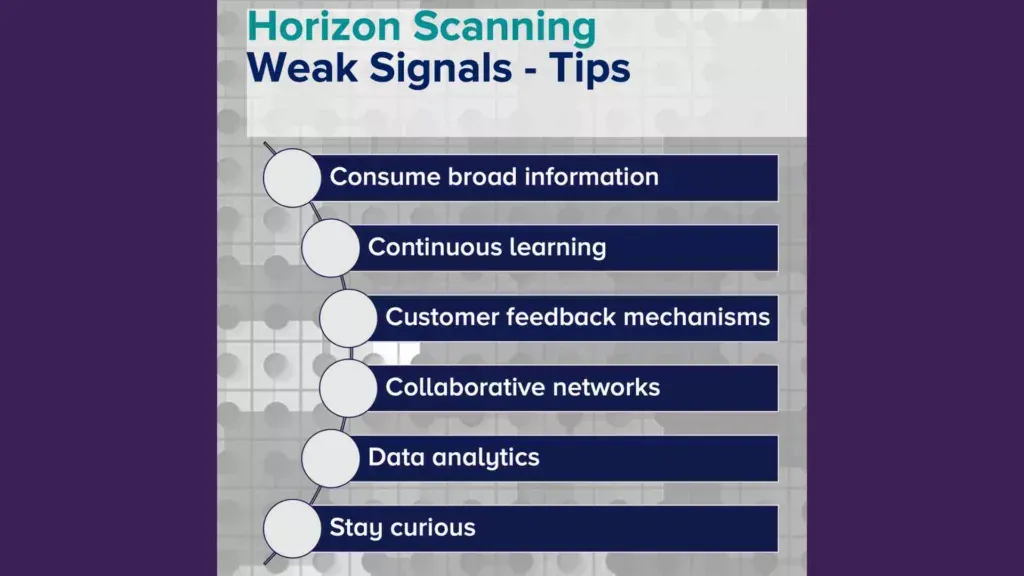 Horizon Scanning
Weak Signals - Tips
Consume broad information
Continuous learning
Customer feedback mechanisms
Collaborative networks
Data analytics
Stay curious